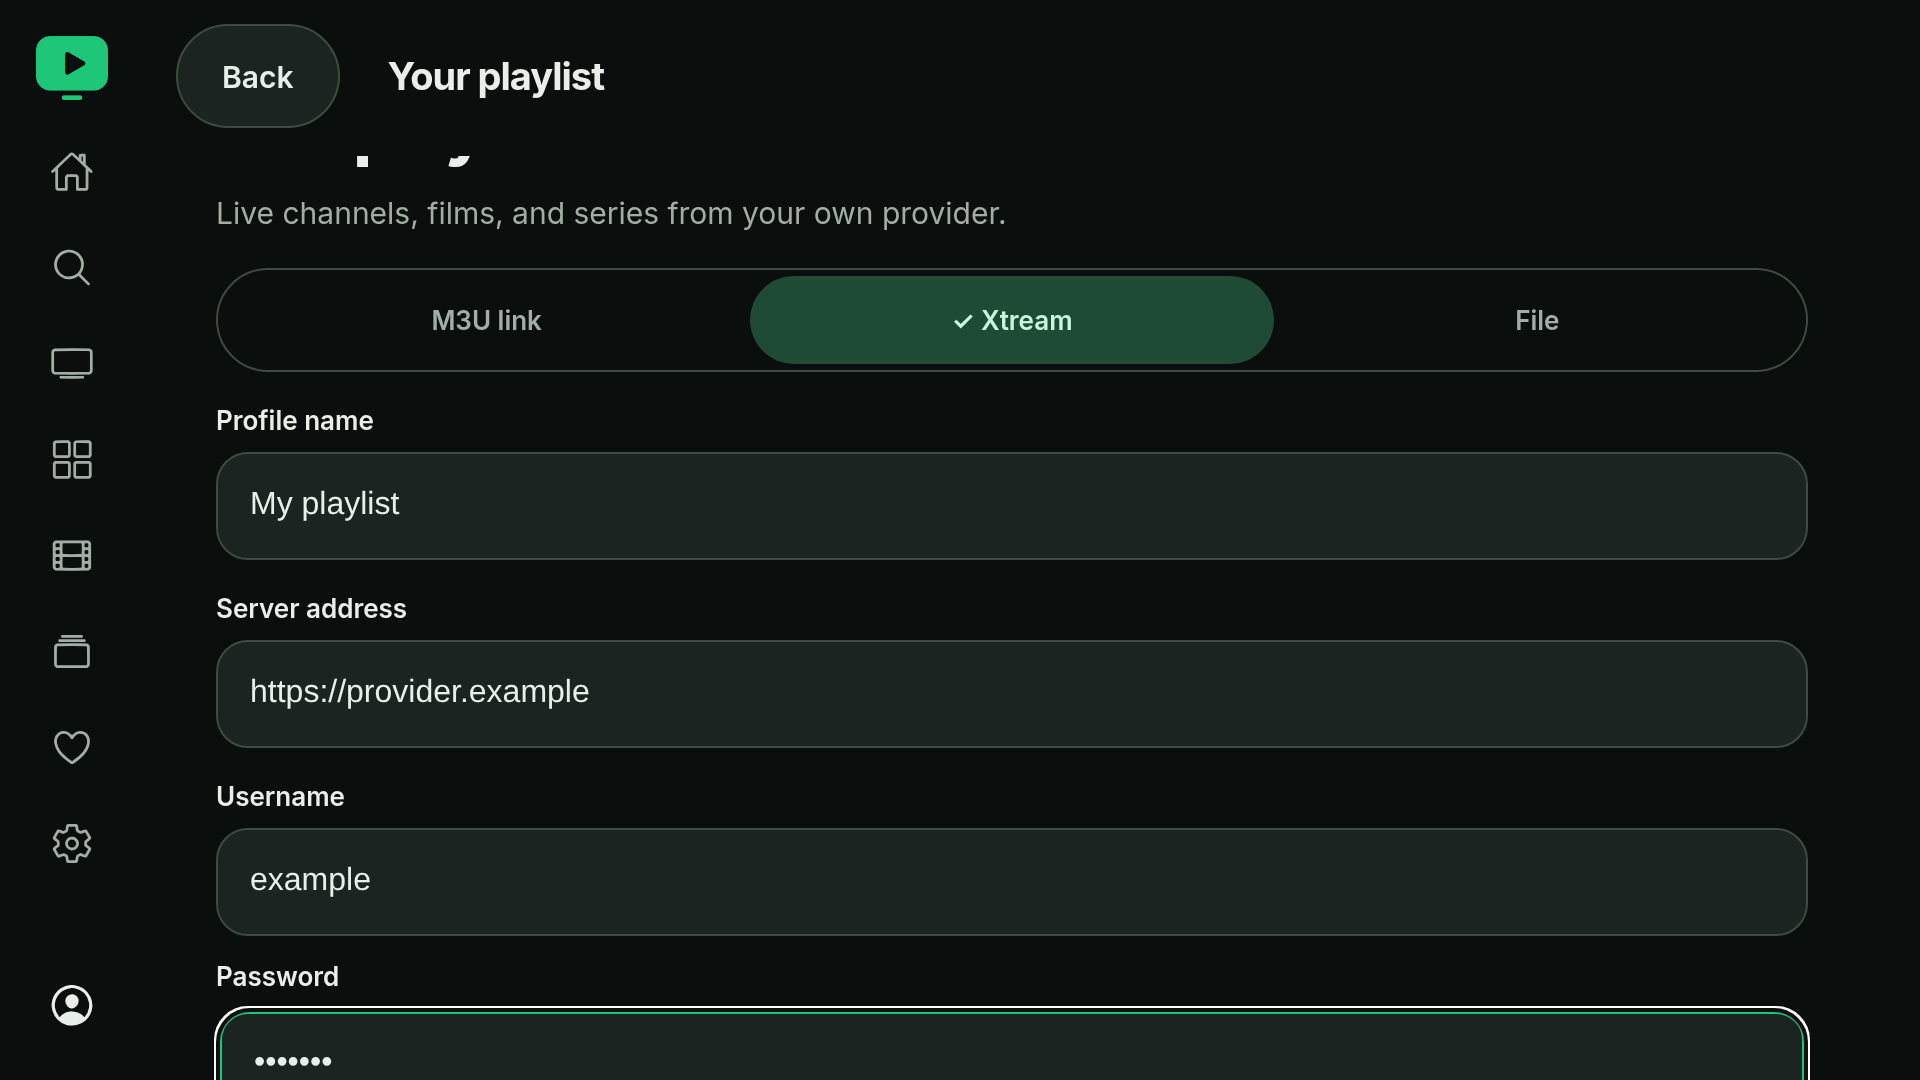 Back
Your playlist
Live channels, films, and series from your own provider.
M3U link
✓ Xtream
File
Profile name
My playlist
Server address
https://provider.example
Username
example
Password
•••••••